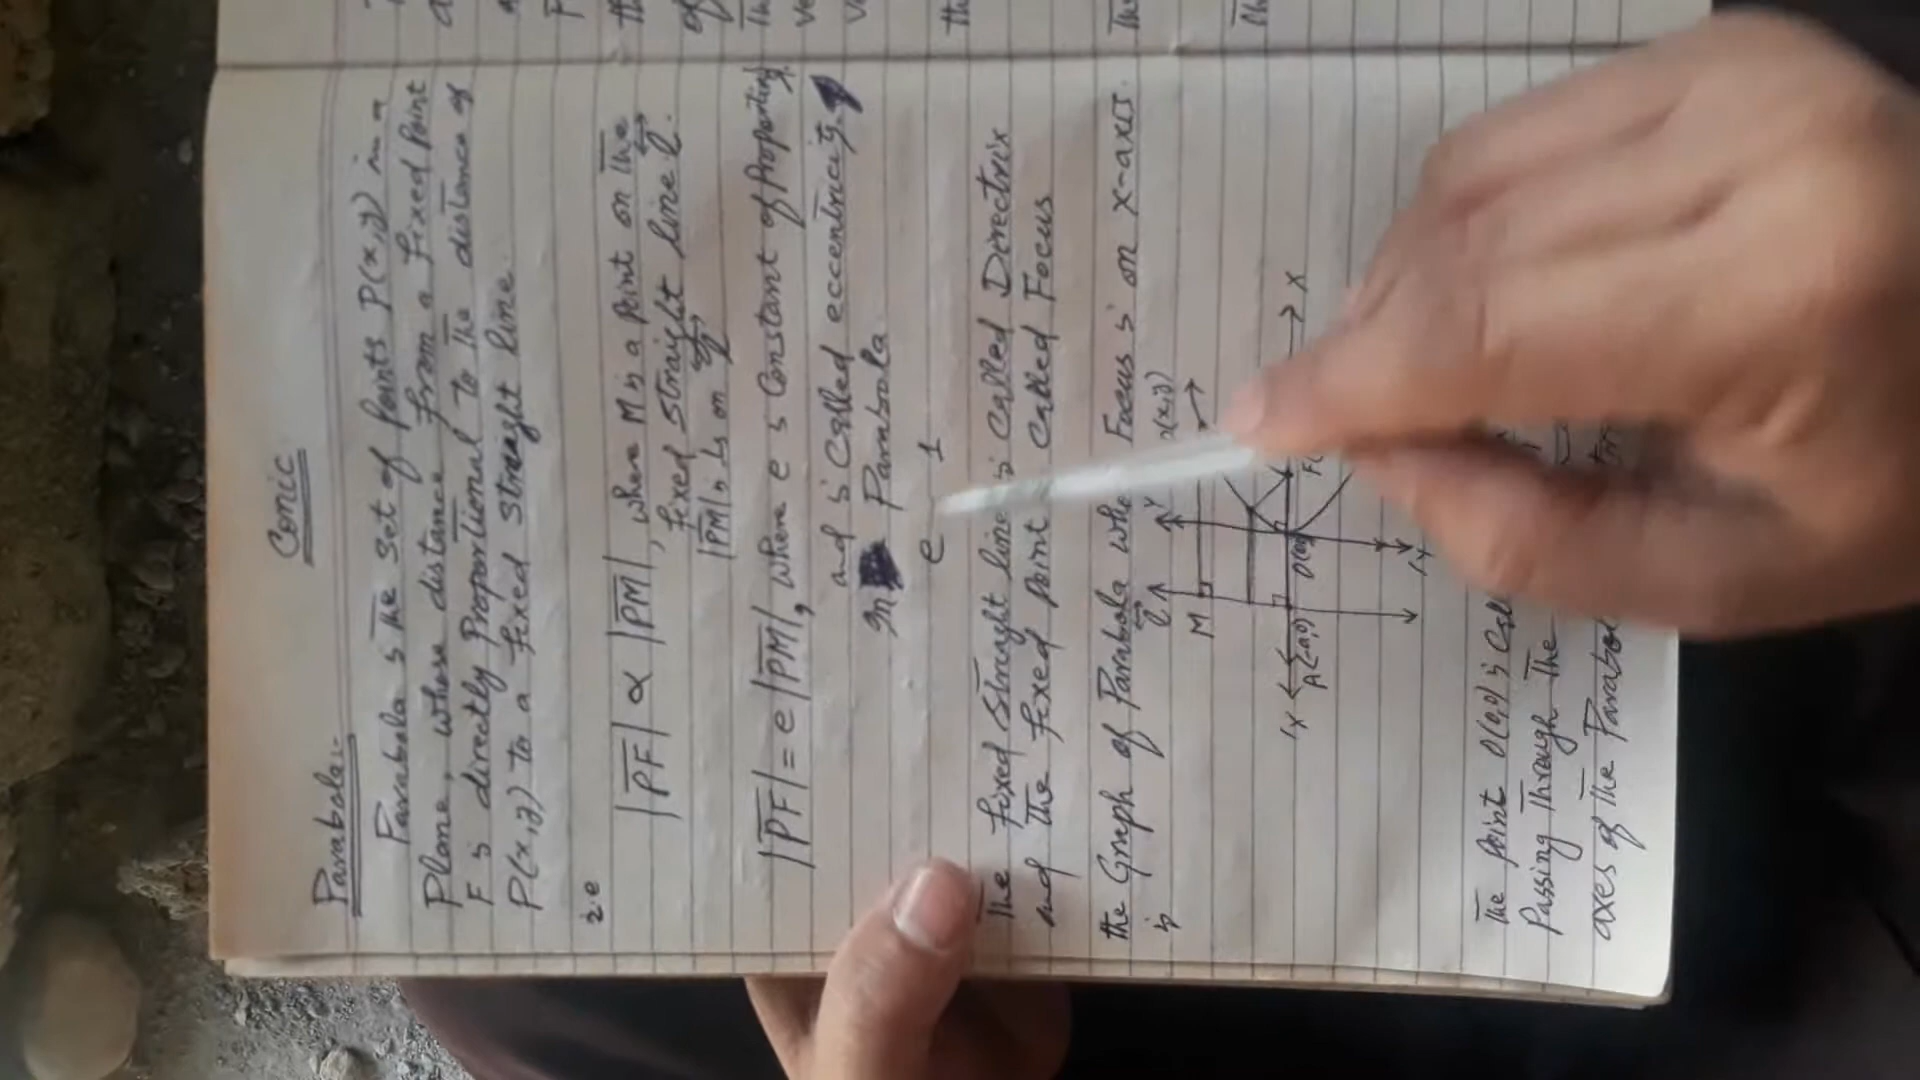 Conic
Parabola:-
Parabola is the set of points P(x,y) in a
Plane, whose distance from a fixed point
F is directly Proportional to the distance of
P(x,y) to a fixed straight line.
i.e
|PF| ∝ |PM|, where M is a point on the
fixed straight line l.
|PM| is on
|PF| = e|PM|, where e is constant of Proportionality
and is called eccentricity.
In Parabola
e 1
The fixed straight line is called Directrix
and the fixed point called Focus
the Graph of Parabola whe Focus is on x-axis.
is
l Y P(x,y)
M
X' A(-a,0) O(0,0) F( X
Y'
The point O(0,0) is Call
Passing through The
axes of the Parabol